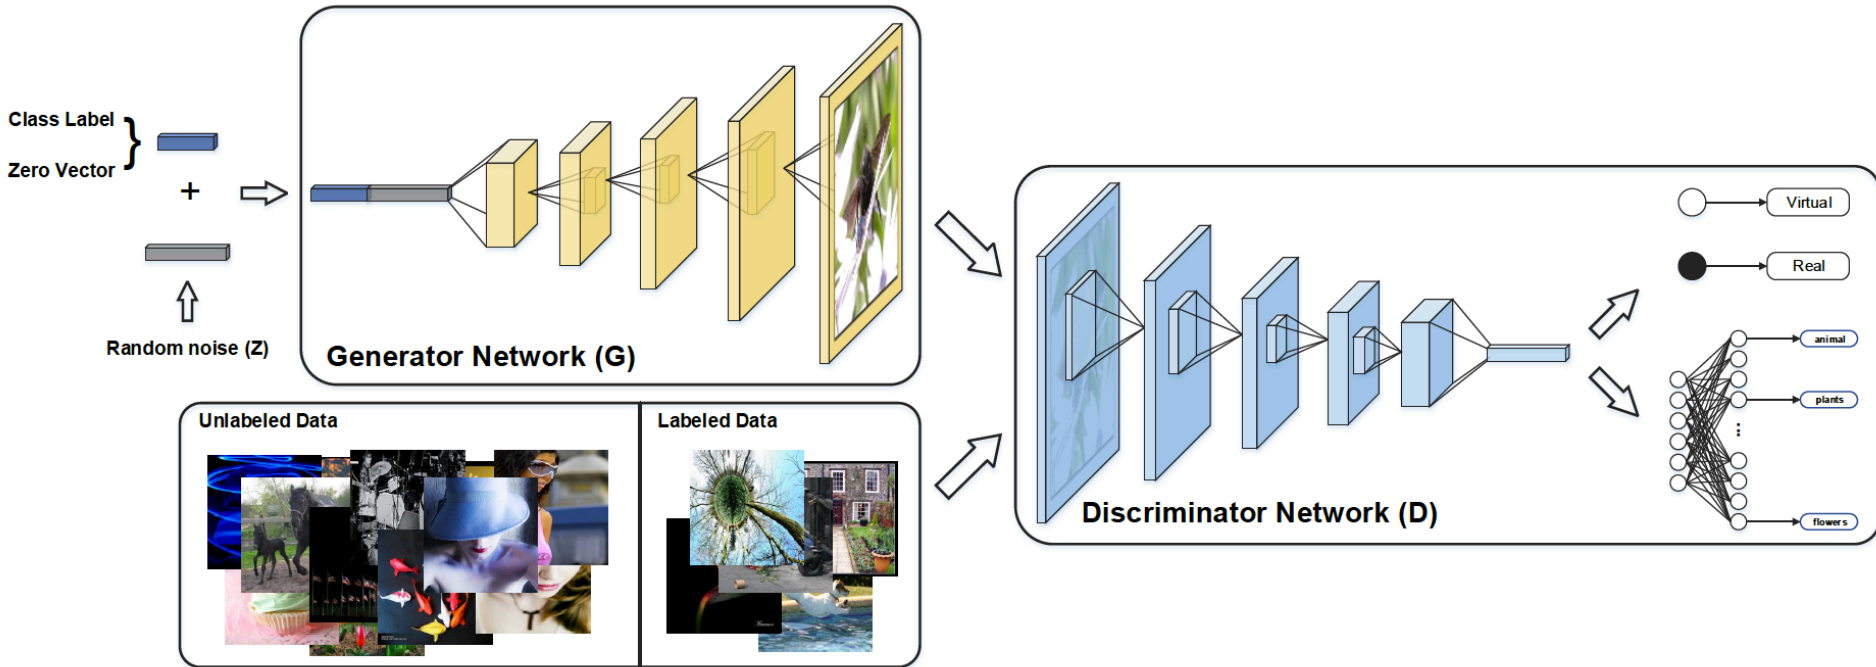 Class Label
Zero Vector
+
Random noise (Z)
Generator Network (G)
Unlabeled Data
Labeled Data
Discriminator Network (D)
Virtual
Real
animal
plants
...
flowers